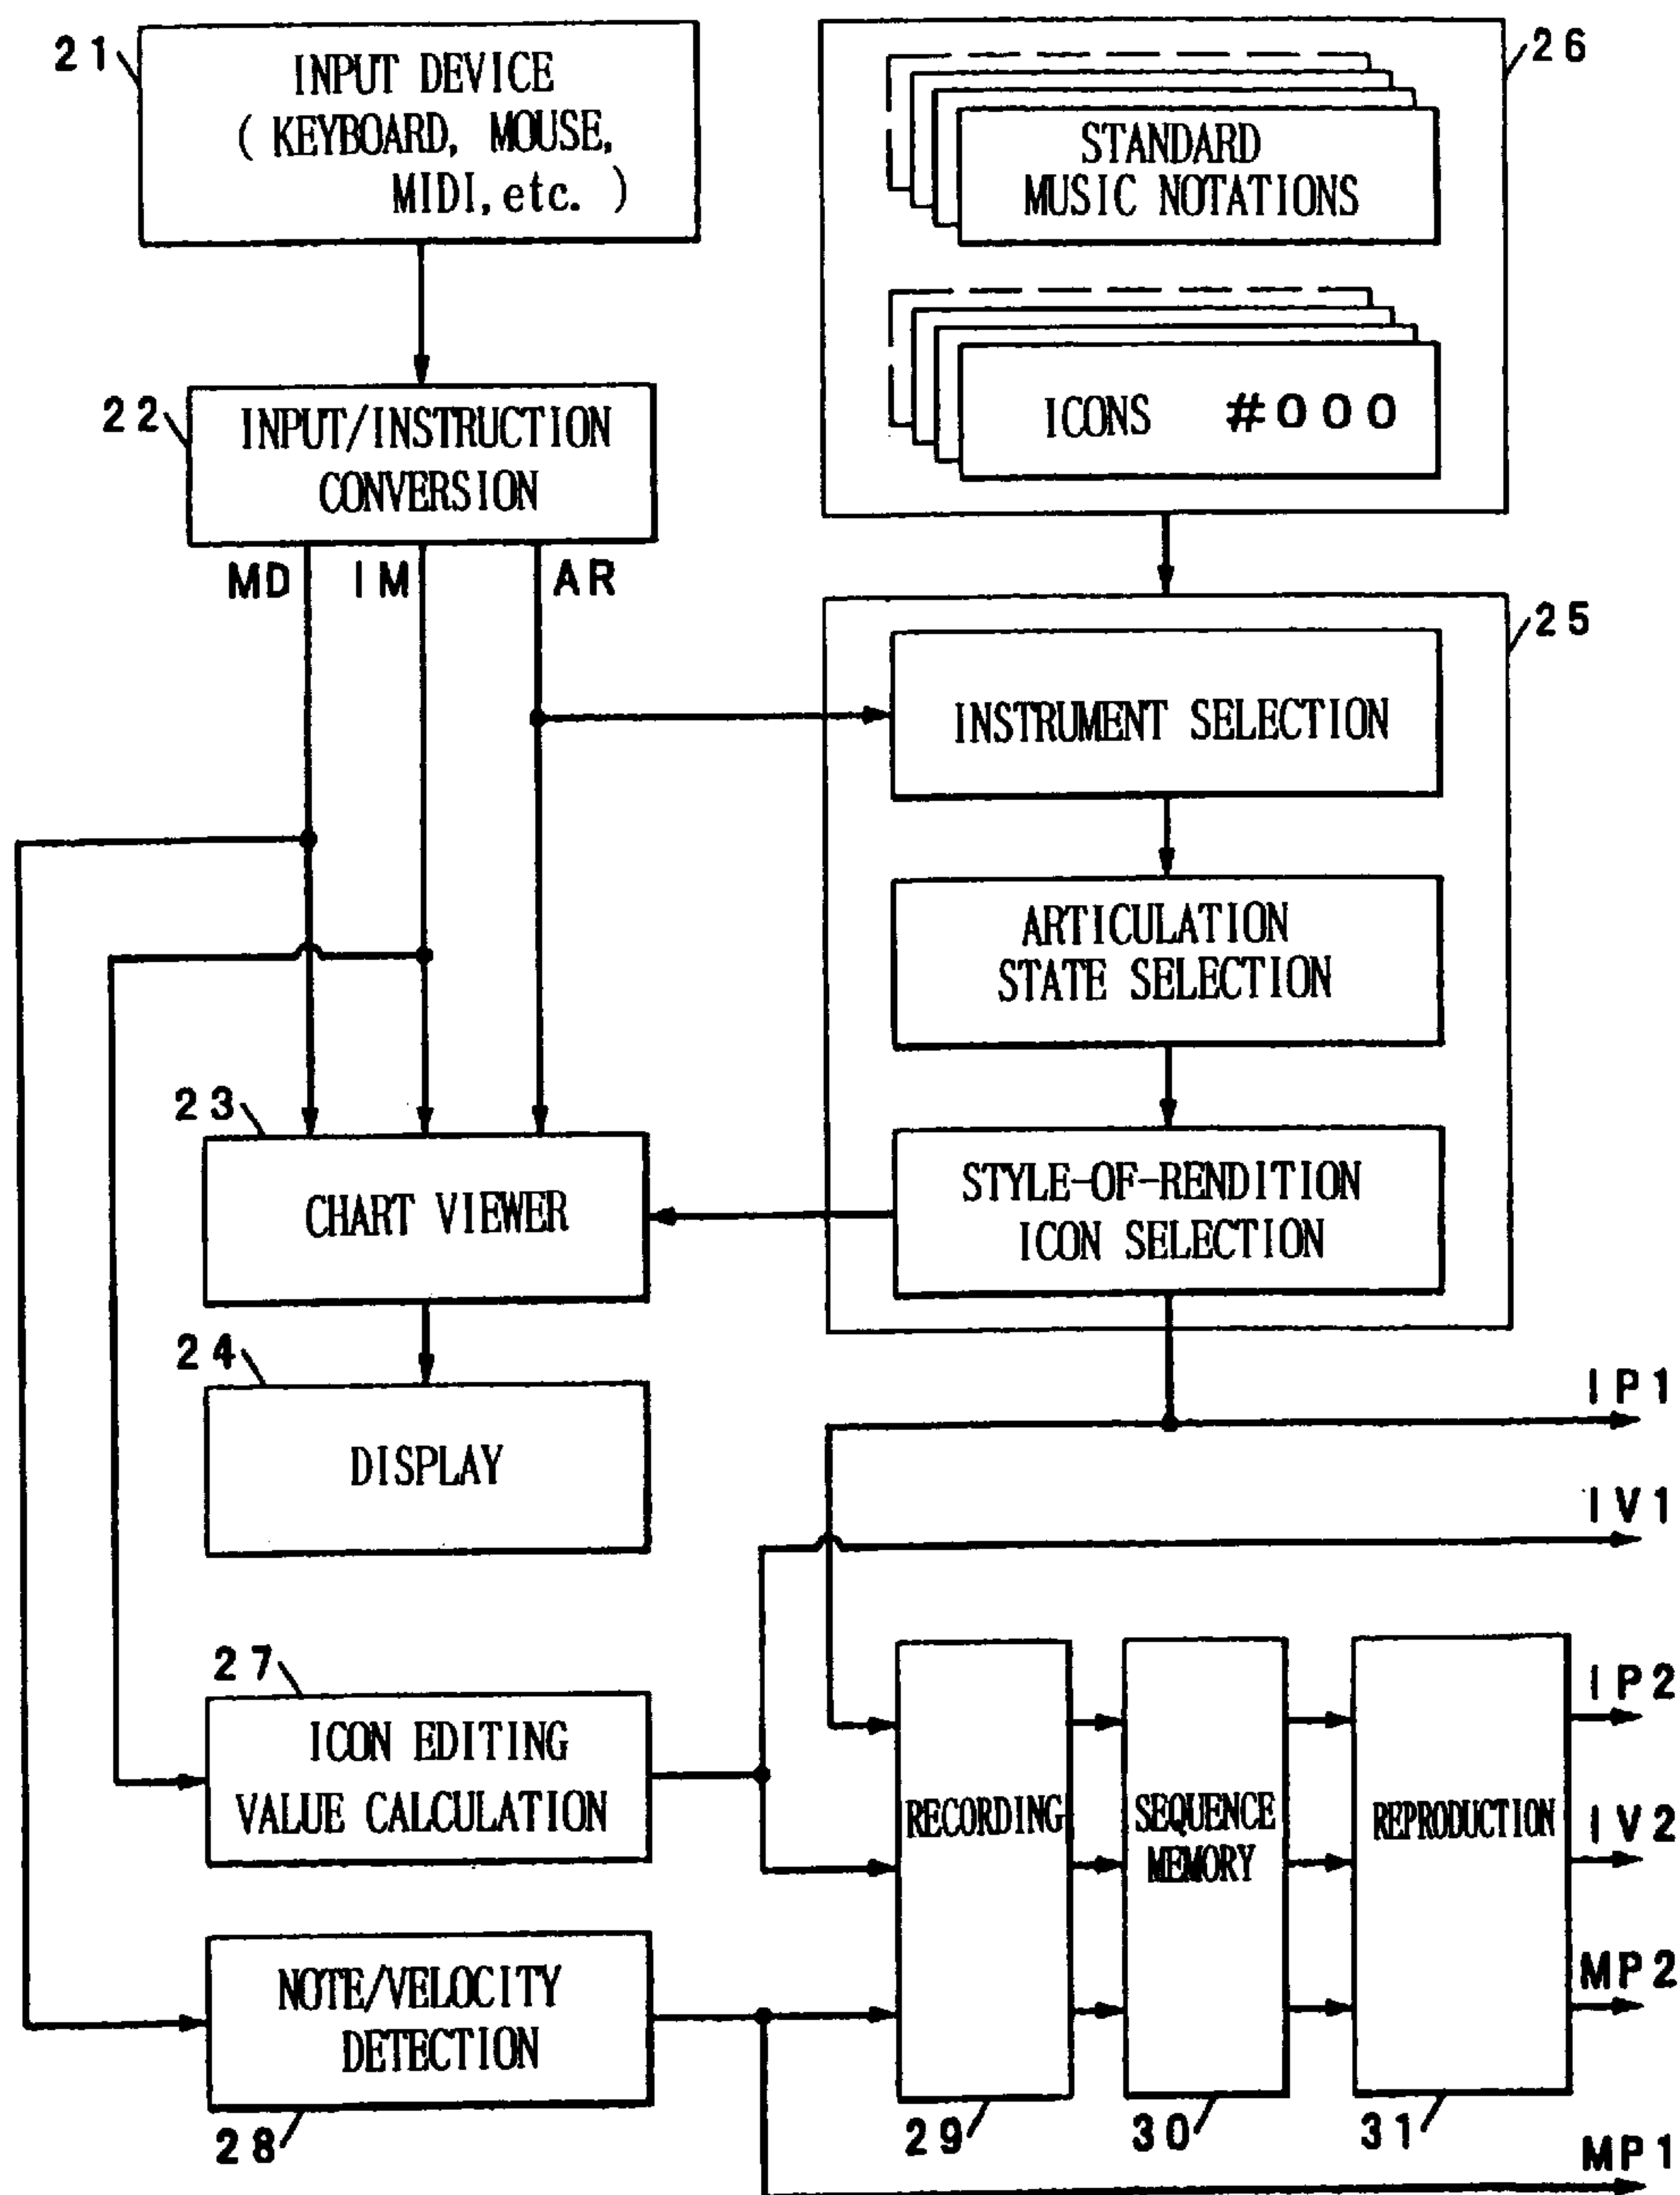 21
INPUT DEVICE
( KEYBOARD, MOUSE,
MIDI, etc. )
26
STANDARD
MUSIC NOTATIONS
ICONS #000
22
INPUT/INSTRUCTION
CONVERSION
MD IM AR
25
INSTRUMENT SELECTION
ARTICULATION
STATE SELECTION
STYLE-OF-RENDITION
ICON SELECTION
23
CHART VIEWER
24
DISPLAY
IP1
IV1
27
ICON EDITING
VALUE CALCULATION
28
NOTE/VELOCITY
DETECTION
RECORDING
29
SEQUENCE
MEMORY
30
REPRODUCTION
31
IP2
IV2
MP2
MP1